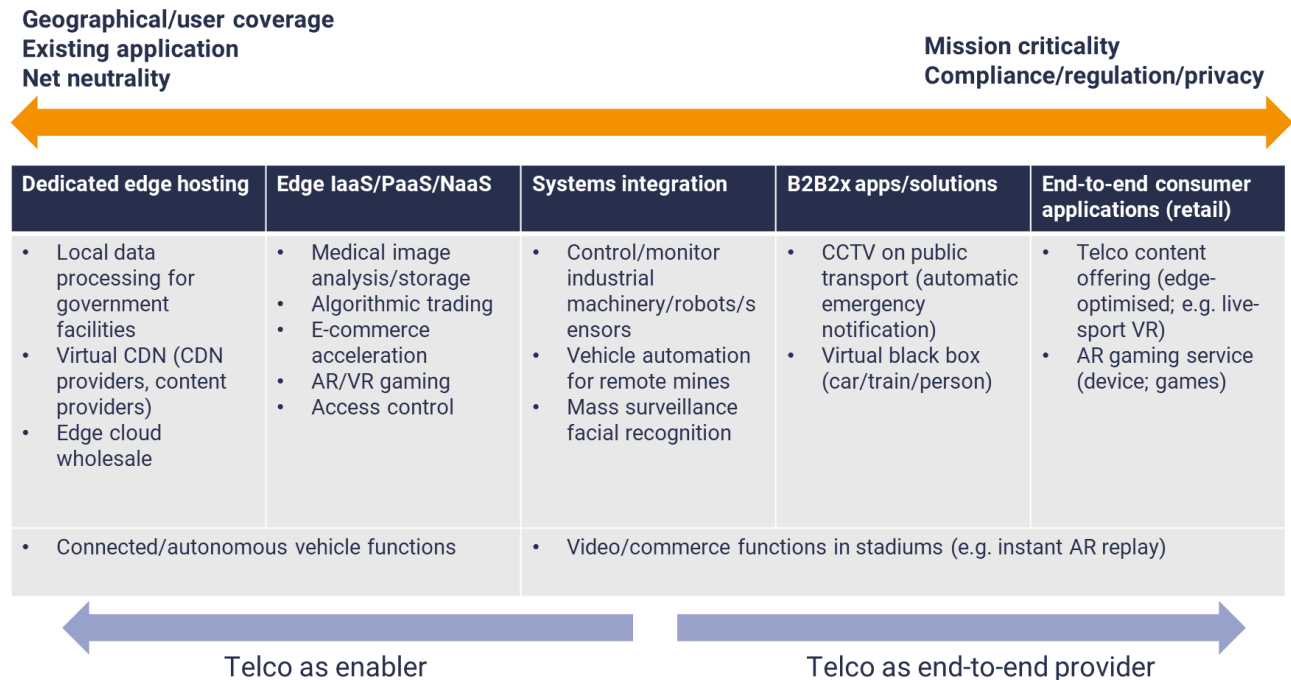 Geographical/user coverage
Existing application
Net neutrality
Mission criticality
Compliance/regulation/privacy
Dedicated edge hosting
Edge IaaS/PaaS/NaaS
Systems integration
B2B2x apps/solutions
End-to-end consumer
applications (retail)
• Local data
processing for
government
facilities
• Virtual CDN (CDN
providers, content
providers)
• Edge cloud
wholesale
• Medical image
analysis/storage
• Algorithmic trading
• E-commerce
acceleration
• AR/VR gaming
• Access control
• Control/monitor
industrial
machinery/robots/s
ensors
• Vehicle automation
for remote mines
• Mass surveillance
facial recognition
• CCTV on public
transport (automatic
emergency
notification)
• Virtual black box
(car/train/person)
• Telco content
offering (edge-
optimised; e.g. live-
sport VR)
• AR gaming service
(device; games)
• Connected/autonomous vehicle functions
• Video/commerce functions in stadiums (e.g. instant AR replay)
Telco as enabler
Telco as end-to-end provider